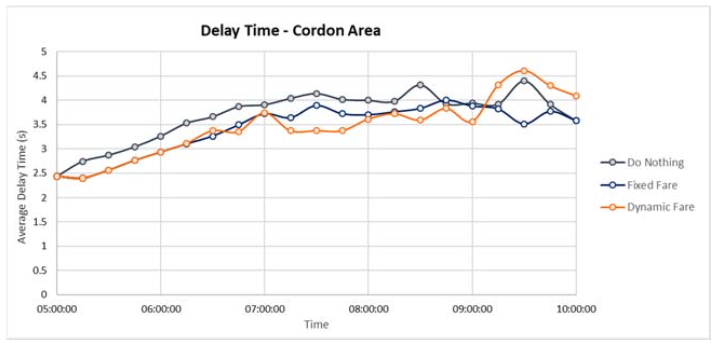 Delay Time - Cordon Area
5
4.5
4
3.5
3
2.5
2
1.5
1
0.5
0
Average Delay Time (s)
05:00:00 06:00:00 07:00:00 08:00:00 09:00:00 10:00:00
Time
Do Nothing
Fixed Fare
Dynamic Fare